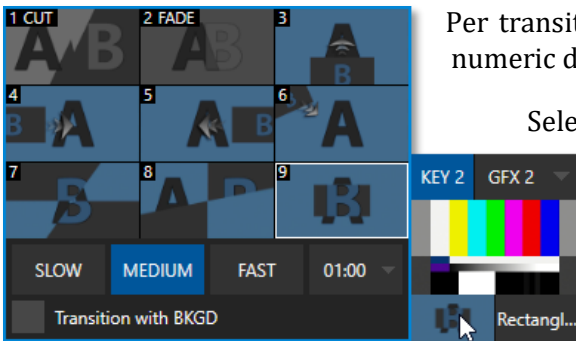 Per transit
numeric d
Sele
1 CUT
2 FADE
3
A B
A B
A
B
4
5
6
B A
A B
A
7
8
9
B
A B
B
SLOW MEDIUM FAST 01:00
Transition with BKGD
KEY 2 GFX 2
Rectangl...